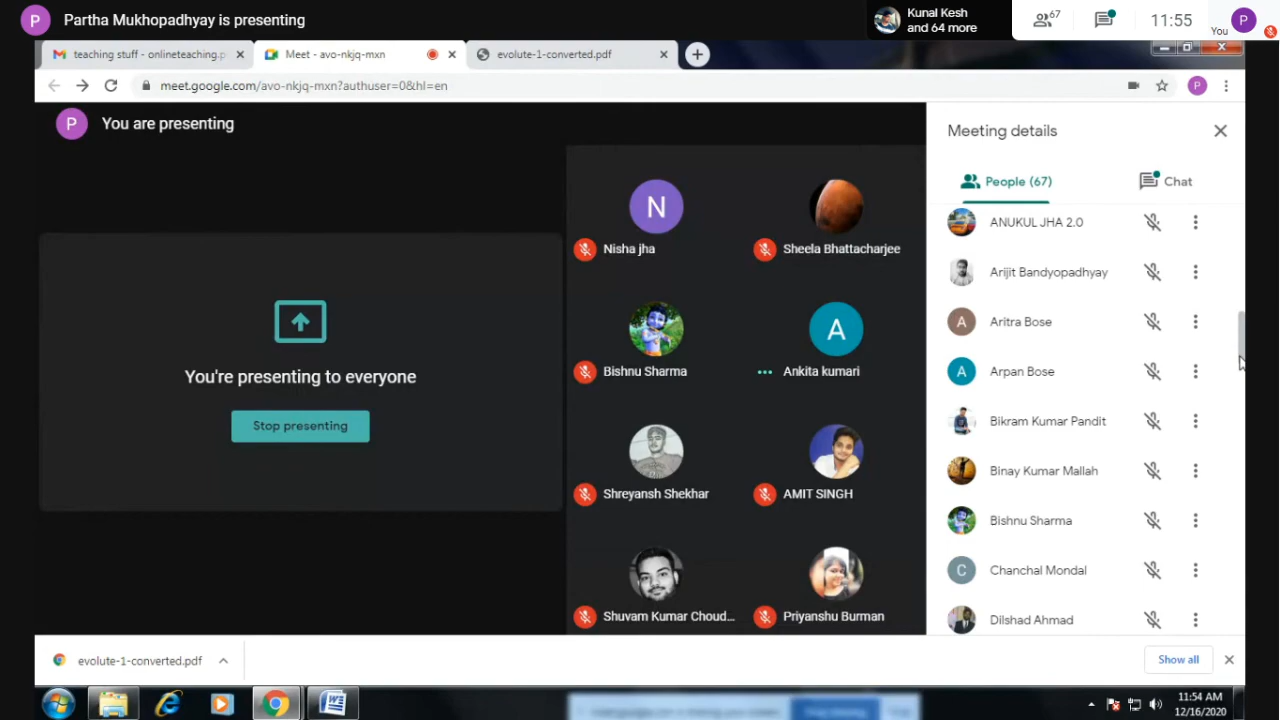 P Partha Mukhopadhyay is presenting
Kunal Kesh
and 64 more
67
11:55
You
P
teaching stuff - onlineteaching.p
Meet - avo-nkjq-mxn
evolute-1-converted.pdf
meet.google.com/avo-nkjq-mxn?authuser=0&hl=en
P
P You are presenting
You're presenting to everyone
Stop presenting
N
Nisha jha
Sheela Bhattacharjee
Bishnu Sharma
A
Ankita kumari
Shreyansh Shekhar
AMIT SINGH
Shuvam Kumar Choud...
Priyanshu Burman
Meeting details
People (67)
Chat
ANUKUL JHA 2.0
Arijit Bandyopadhyay
A Aritra Bose
A Arpan Bose
Bikram Kumar Pandit
Binay Kumar Mallah
Bishnu Sharma
C Chanchal Mondal
Dilshad Ahmad
evolute-1-converted.pdf
Show all
11:54 AM
12/16/2020